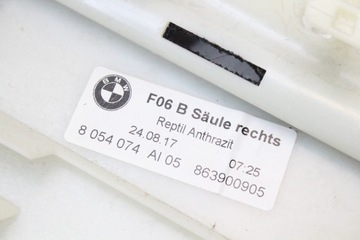 BMW
F06 B Säule rechts
Reptil Anthrazit
24.08.17 07:25
8 054 074 AI 05 863900905